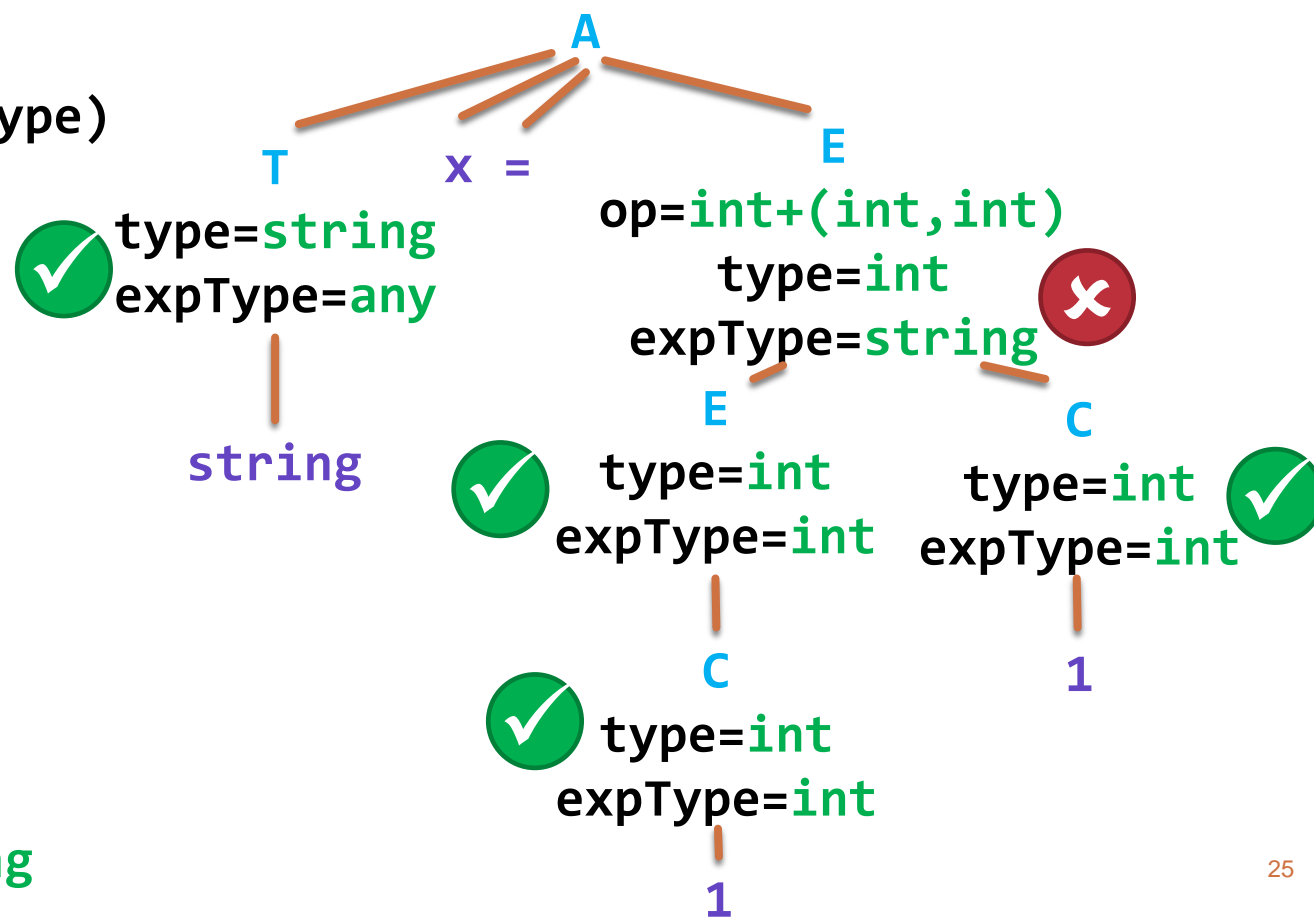 A
ype)
T
x =
E
type=string
expType=any
op=int+(int,int)
type=int
expType=string
string
E
type=int
expType=int
C
type=int
expType=int
C
type=int
expType=int
1
1
g
25